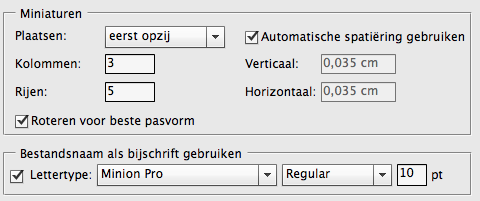 Miniaturen
Plaatsen: eerst opzij Automatische spatiëring gebruiken
Kolommen: 3 Verticaal: 0,035 cm
Rijen: 5 Horizontaal: 0,035 cm
Roteren voor beste pasvorm
Bestandsnaam als bijschrift gebruiken
Lettertype: Minion Pro Regular 10 pt